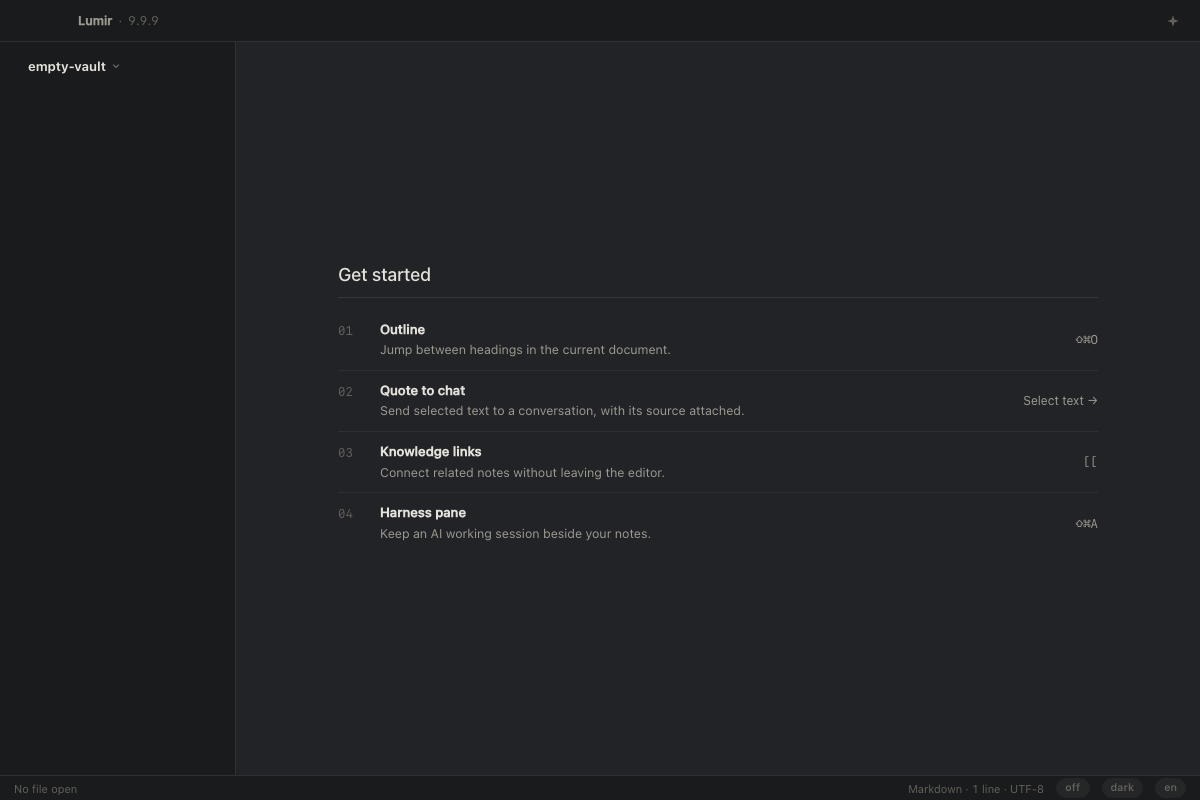 Lumir · 9.9.9
empty-vault
Get started
01 Outline
Jump between headings in the current document.
⇧⌘O
02 Quote to chat
Send selected text to a conversation, with its source attached.
Select text →
03 Knowledge links
Connect related notes without leaving the editor.
[[
04 Harness pane
Keep an AI working session beside your notes.
⇧⌘A
No file open
Markdown · 1 line · UTF-8 off dark en